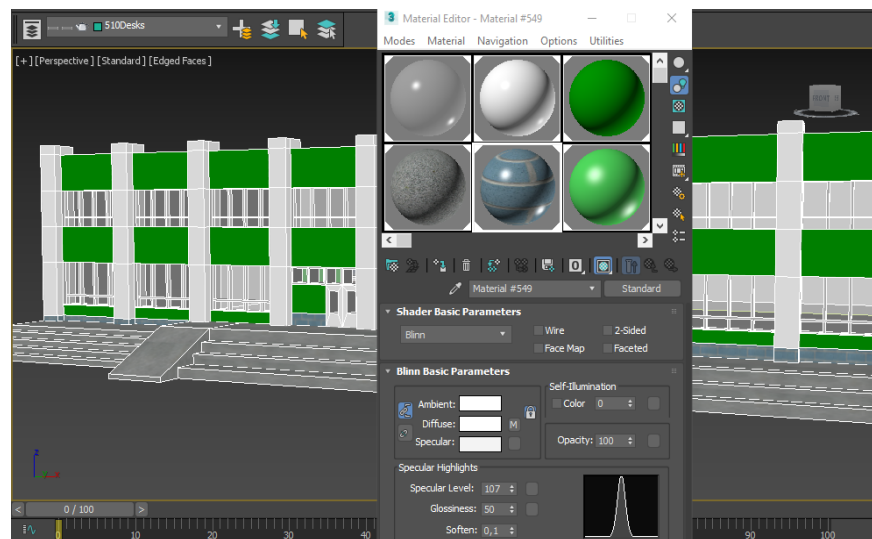 510Desks
[+] [Perspective] [Standard] [Edged Faces]
3 Material Editor - Material #549
Modes Material Navigation Options Utilities
0
Material #549 Standard
Shader Basic Parameters
Blinn
Wire 2-Sided
Face Map Faceted
Blinn Basic Parameters
Self-Illumination
Ambient: Color 0
Diffuse: M
Specular: Opacity: 100
Specular Highlights
Specular Level: 107
Glossiness: 50
Soften: 0,1
z
x
< 0 / 100 >
0 10 20 30 40 90 100